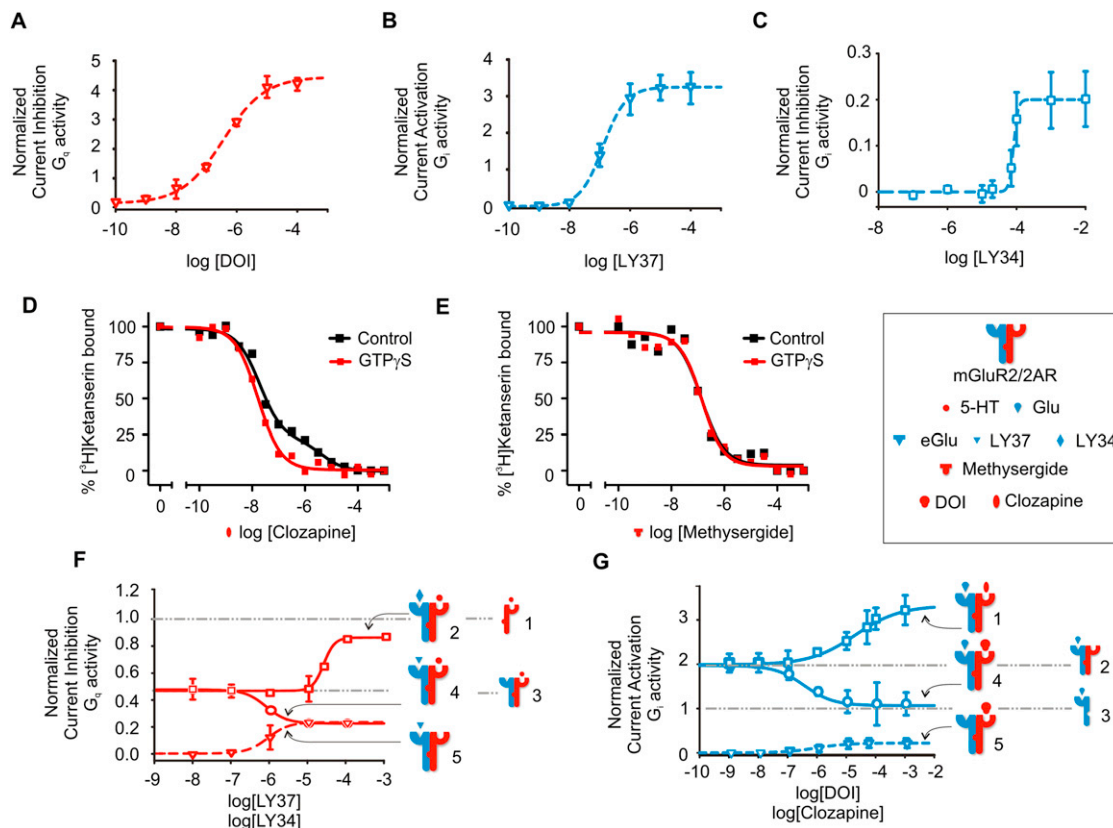 A
Normalized
Current Inhibition
Gq activity
5
4
3
2
1
0
-10 -8 -6 -4
log [DOI]
B
Normalized
Current Activation
Gi activity
4
3
2
1
0
-10 -8 -6 -4
log [LY37]
C
Normalized
Current Inhibition
Gi activity
0.3
0.2
0.1
0
-8 -6 -4 -2
log [LY34]
D
% [³H]Ketanserin bound
100
75
50
25
0
Control
GTPγS
0 -10 -8 -6 -4
log [Clozapine]
E
% [³H]Ketanserin bound
100
75
50
25
0
Control
GTPγS
0 -10 -8 -6 -4
log [Methysergide]
mGluR2/2AR
5-HT Glu
eGlu LY37 LY34
Methysergide
DOI Clozapine
F
Normalized
Current Inhibition
Gq activity
1.2
1.0
0.8
0.6
0.4
0.2
0.0
-9 -8 -7 -6 -5 -4 -3
log[LY37]
log[LY34]
2
1
4
3
5
G
Normalized
Current Activation
Gi activity
3
2
1
0
-10 -9 -8 -7 -6 -5 -4 -3 -2
log[DOI]
log[Clozapine]
1
2
4
3
5